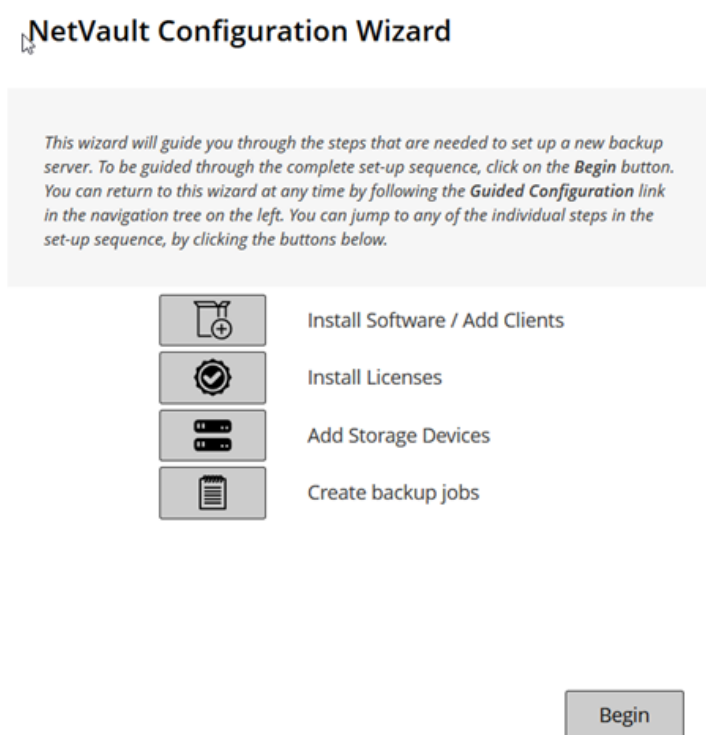 NetVault Configuration Wizard
This wizard will guide you through the steps that are needed to set up a new backup
server. To be guided through the complete set-up sequence, click on the Begin button.
You can return to this wizard at any time by following the Guided Configuration link
in the navigation tree on the left. You can jump to any of the individual steps in the
set-up sequence, by clicking the buttons below.
Install Software / Add Clients
Install Licenses
Add Storage Devices
Create backup jobs
Begin